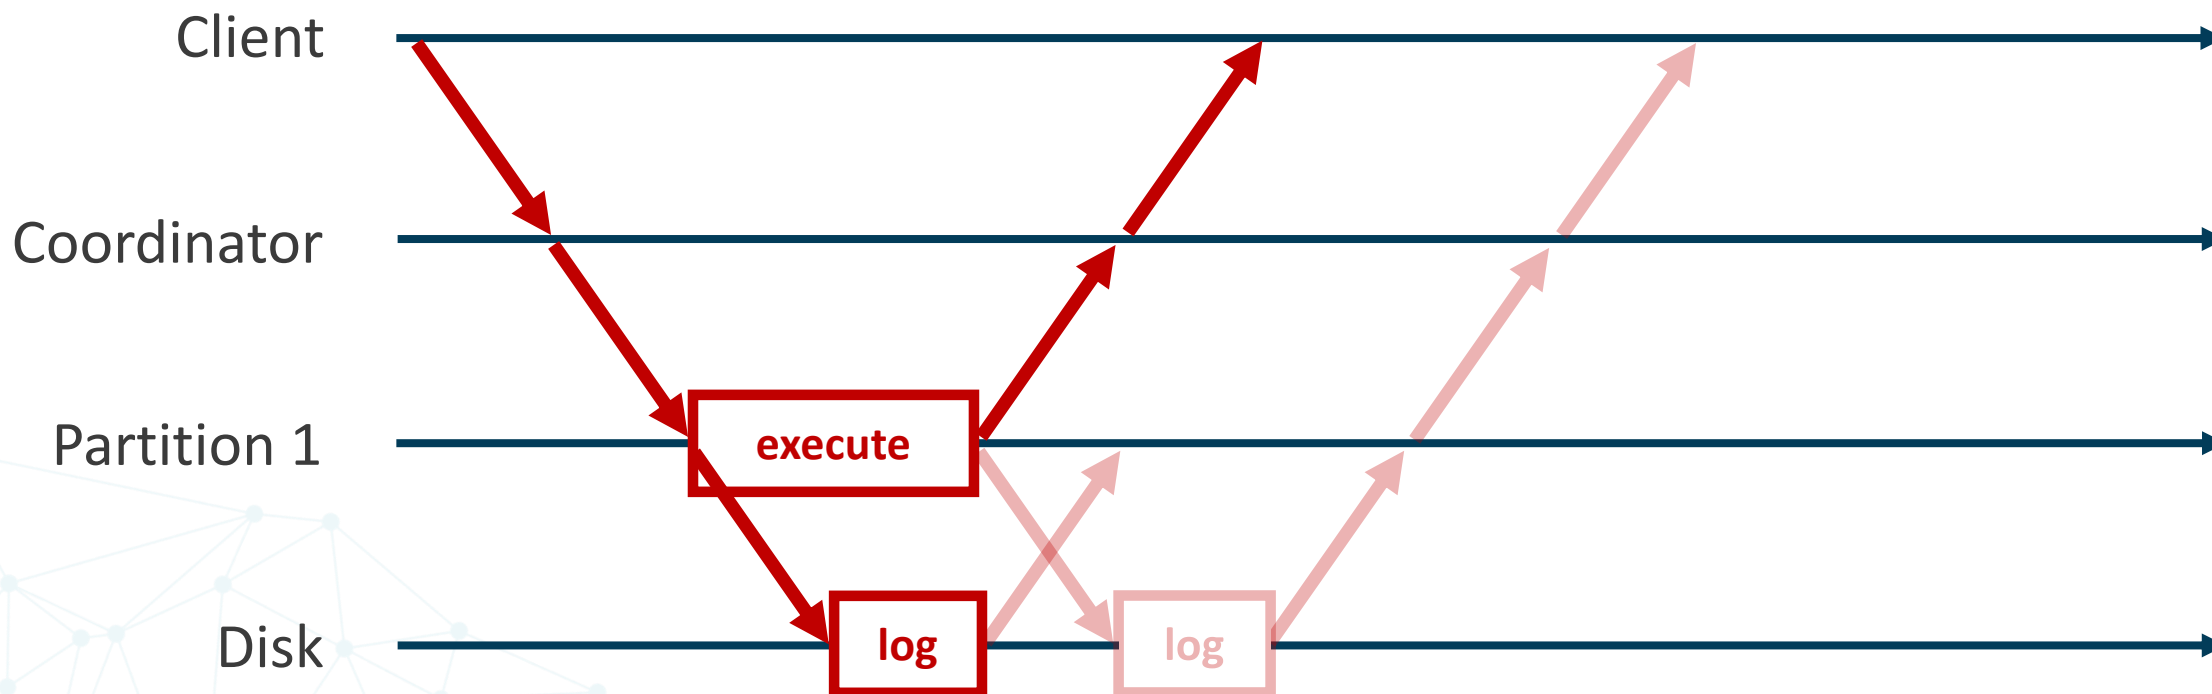 Client
Coordinator
Partition 1
execute
Disk
log
log